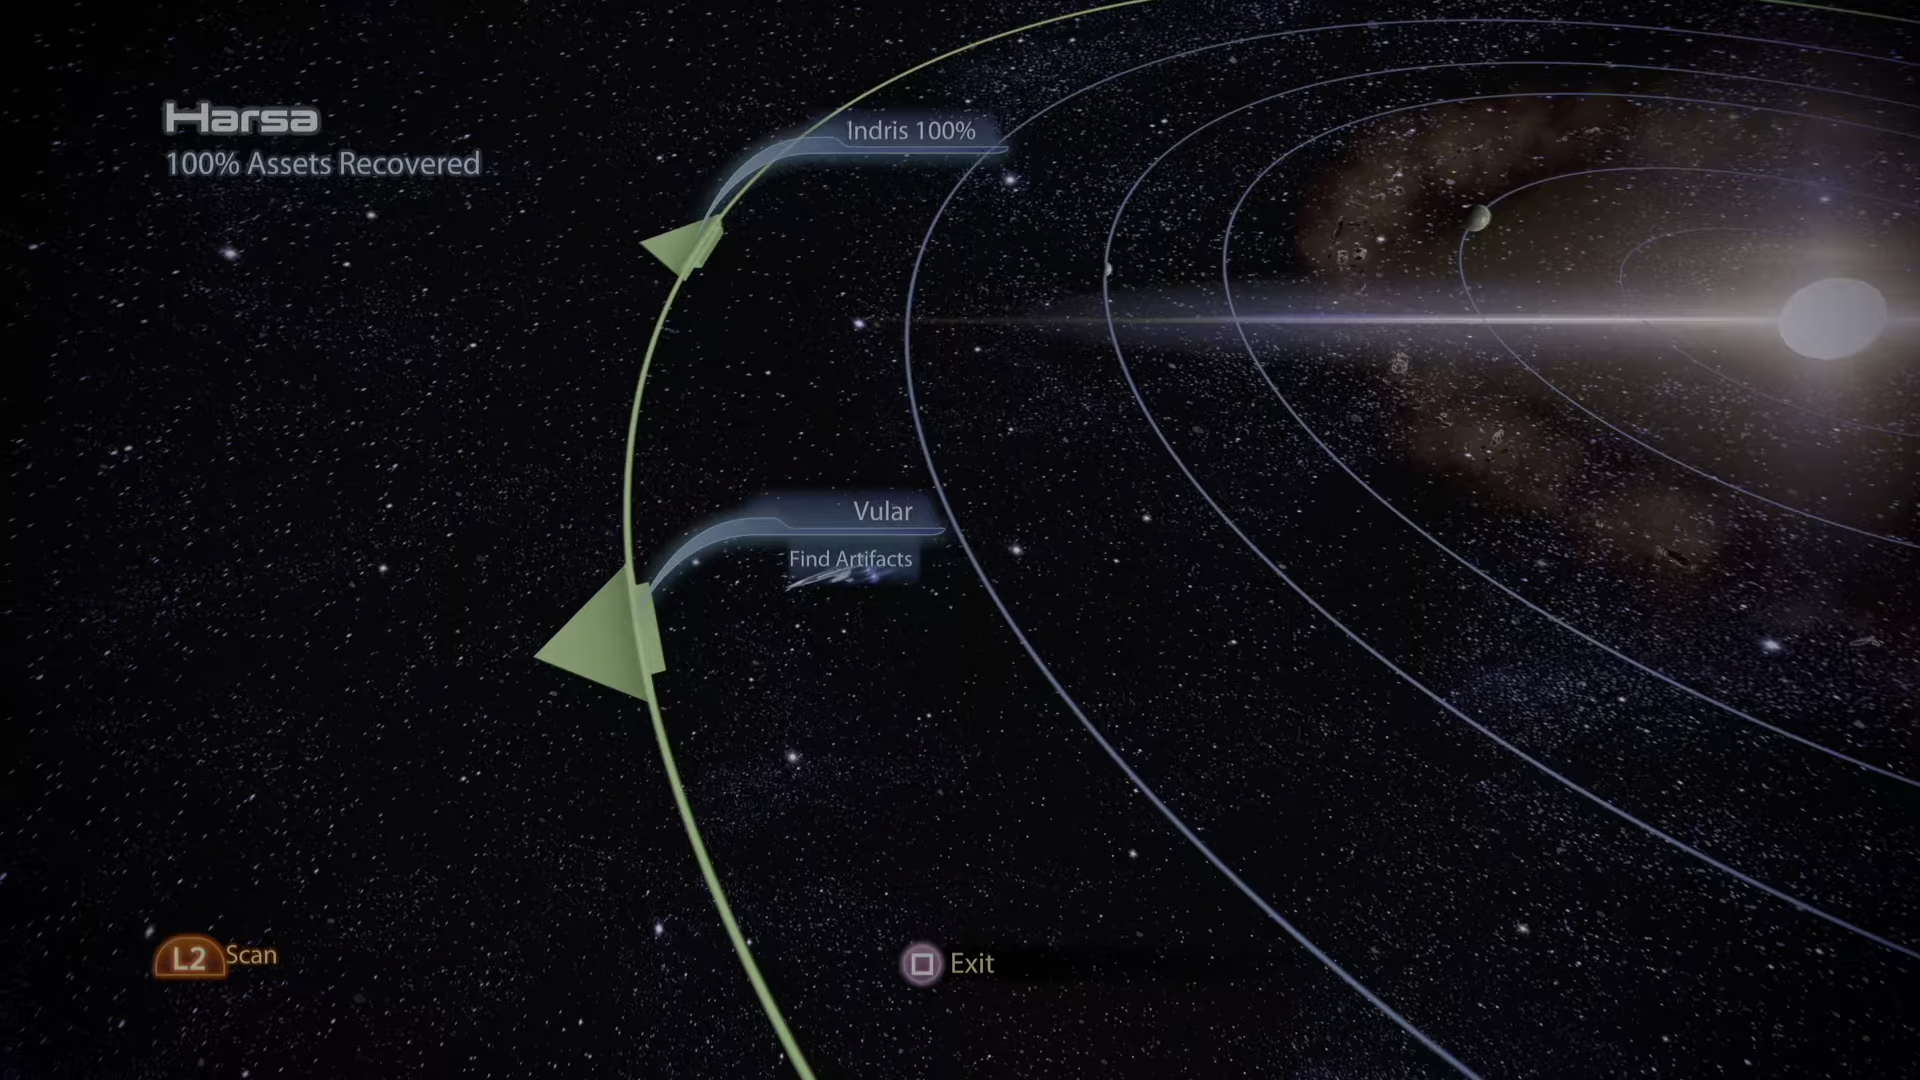 Harsa
100% Assets Recovered
Indris 100%
Vular
Find Artifacts
L2 Scan
Exit